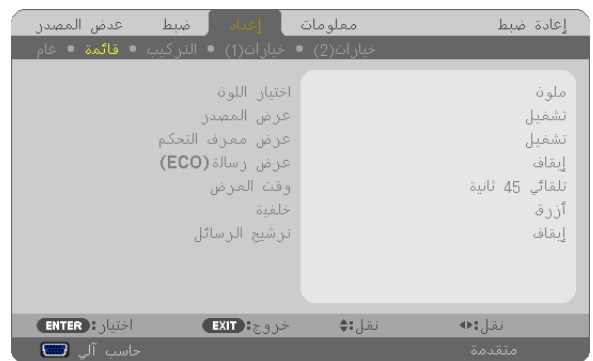 عدض المصدر ضبط إعداد معلومات إعادة ضبط
عام • قائمة • التركيب • خيارات(1) • خيارات(2)
اختيار اللون ملون
عرض المصدر تشغيل
عرض معرف التحكم تشغيل
عرض رسالة (ECO) إيقاف
وقت العرض تلقائي 45 ثانية
خلفية أزرق
ترشيح الرسائل إيقاف
ENTER :اختيار EXIT :خروج نقل: نقل:
حاسب آلي متقدمة